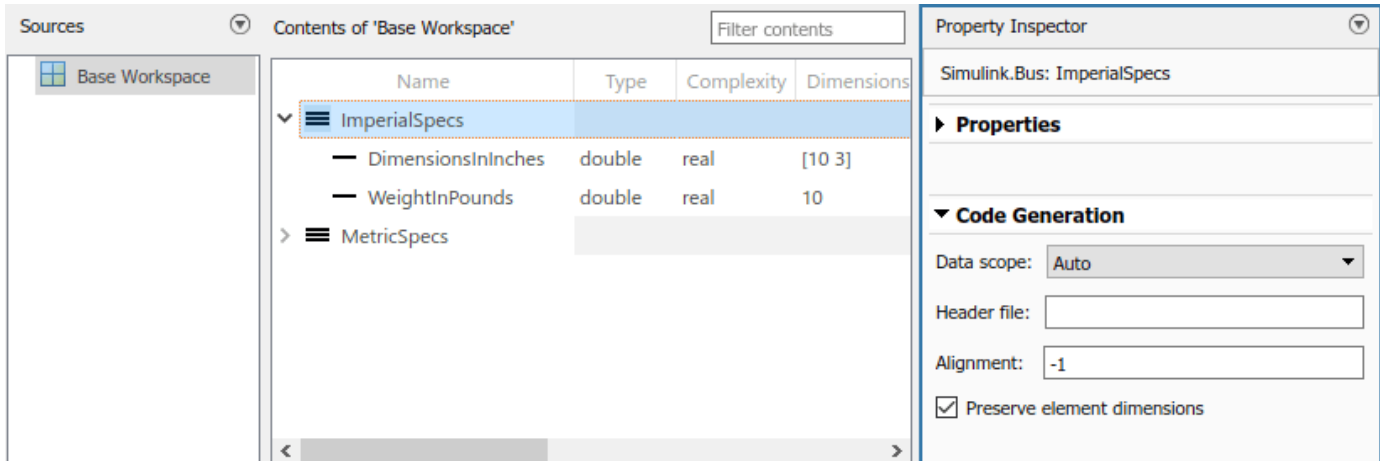 Sources
Base Workspace
Contents of 'Base Workspace'
Filter contents
Name Type Complexity Dimensions
ImperialSpecs
DimensionsInInches double real [10 3]
WeightInPounds double real 10
MetricSpecs
Property Inspector
Simulink.Bus: ImperialSpecs
Properties
Code Generation
Data scope: Auto
Header file:
Alignment: -1
Preserve element dimensions